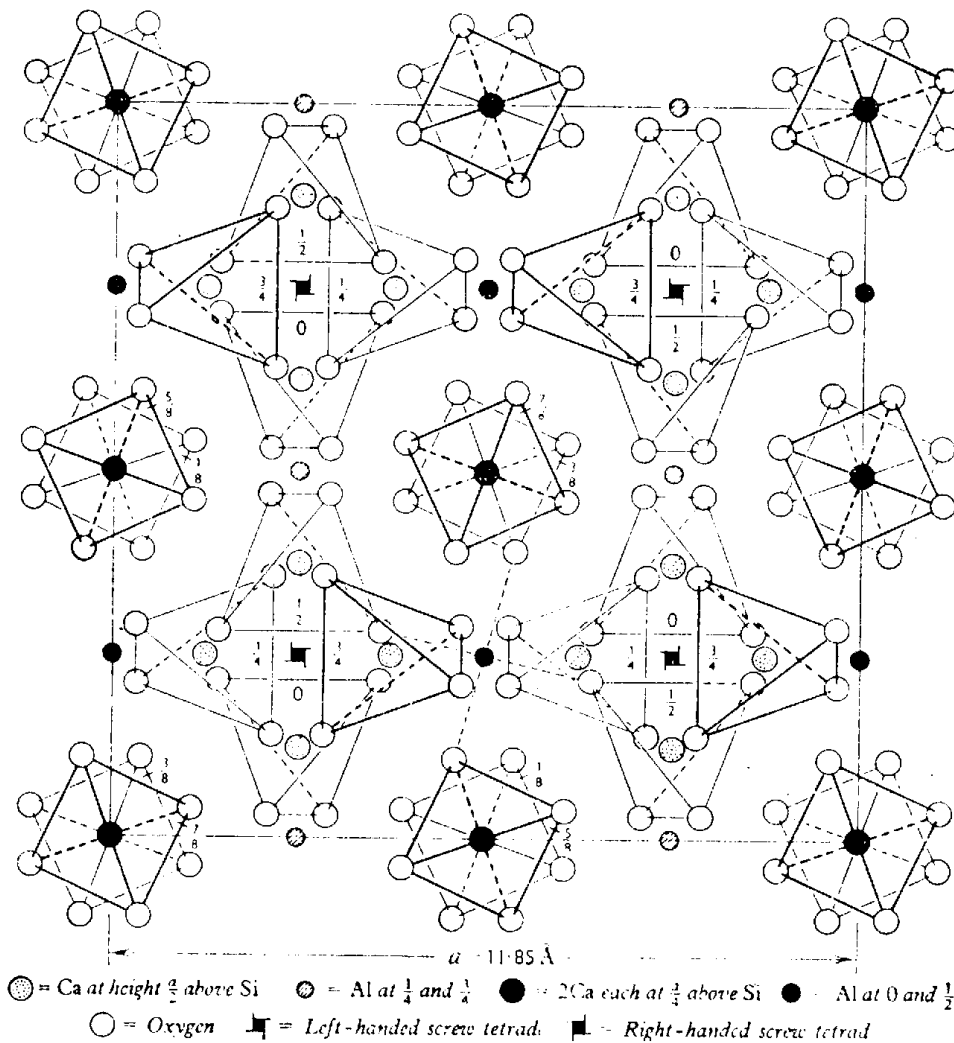 1/2 0
3/4 1/4 3/4 1/4
0 1/2
5/8 7/8
1/8 3/8
1/2 0
1/4 3/4 1/4 3/4
0 1/2
3/8 1/8
7/8 5/8
a 11·85 Å
= Ca at height a/2 above Si = Al at 1/4 and 3/4 = 2Ca each at above Si Al at 0 and 1/2
= Oxygen = Left-handed screw tetrad = Right-handed screw tetrad